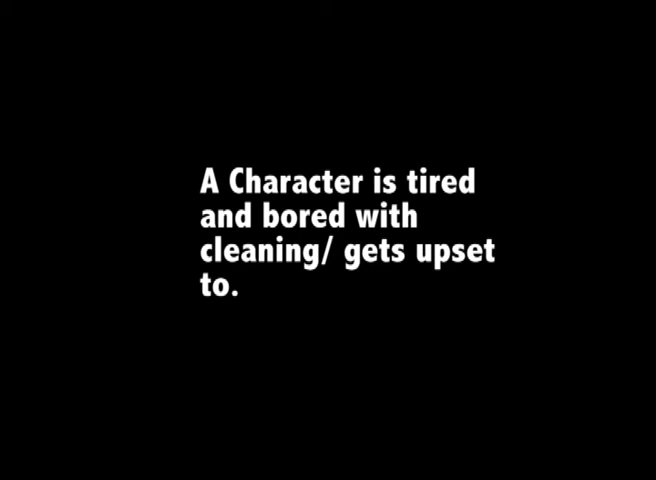 A Character is tired
and bored with
cleaning/ gets upset
to.